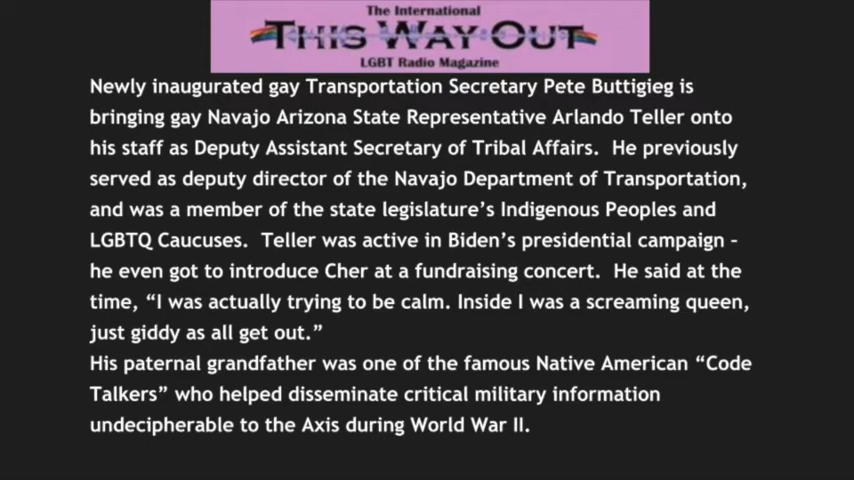 The International
THIS WAY OUT
LGBT Radio Magazine
Newly inaugurated gay Transportation Secretary Pete Buttigieg is
bringing gay Navajo Arizona State Representative Arlando Teller onto
his staff as Deputy Assistant Secretary of Tribal Affairs.  He previously
served as deputy director of the Navajo Department of Transportation,
and was a member of the state legislature’s Indigenous Peoples and
LGBTQ Caucuses.  Teller was active in Biden’s presidential campaign –
he even got to introduce Cher at a fundraising concert.  He said at the
time, “I was actually trying to be calm. Inside I was a screaming queen,
just giddy as all get out.”
His paternal grandfather was one of the famous Native American “Code
Talkers” who helped disseminate critical military information
undecipherable to the Axis during World War II.